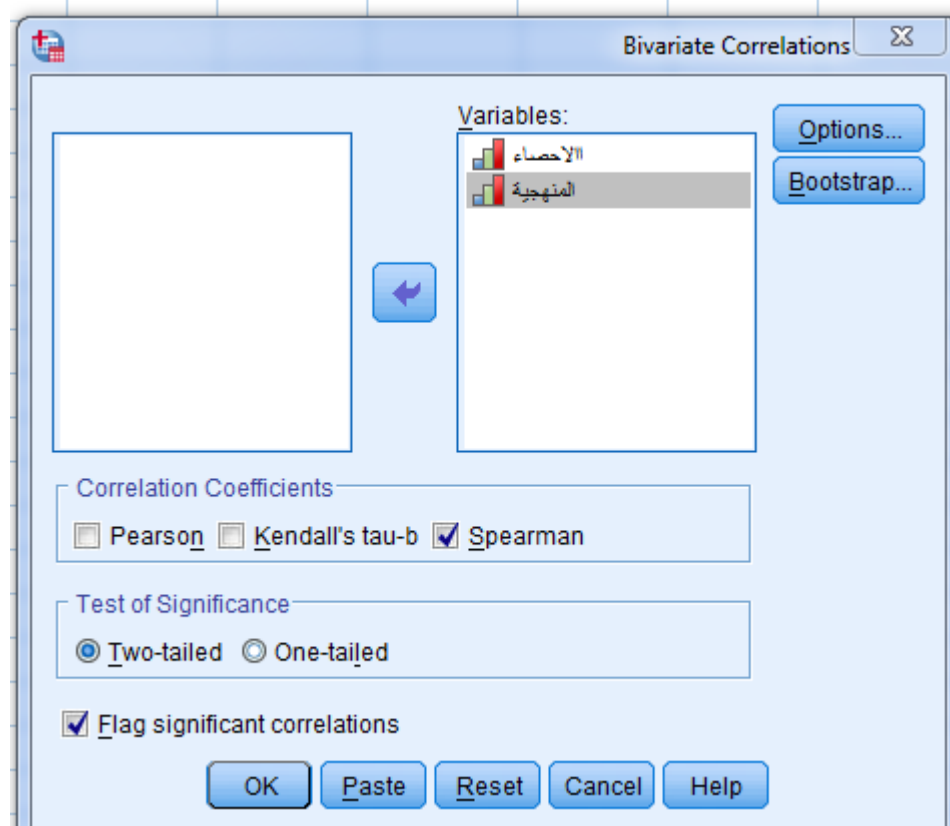 Bivariate Correlations
Variables:
االاحصاء
المنهجية
Options...
Bootstrap...
Correlation Coefficients
Pearson Kendall's tau-b Spearman
Test of Significance
Two-tailed One-tailed
Flag significant correlations
OK Paste Reset Cancel Help